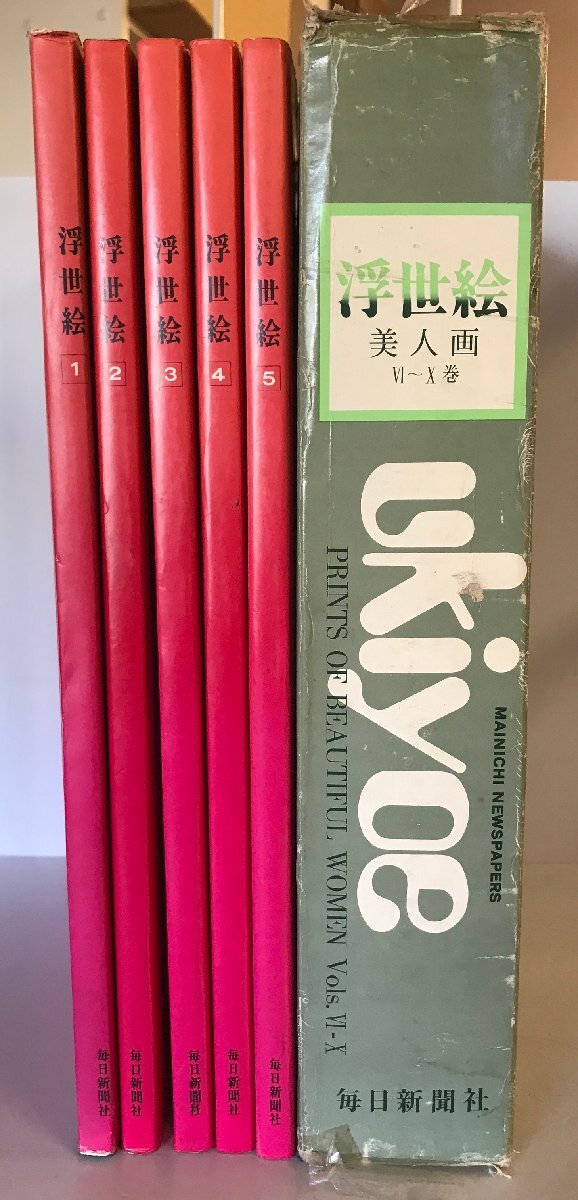 浮世絵
1
毎日新聞社
浮世絵
2
毎日新聞社
浮世絵
3
毎日新聞社
浮世絵
4
毎日新聞社
浮世絵
5
毎日新聞社
浮世絵
美人画
VI〜X巻
ukiyoe
PRINTS OF BEAUTIFUL WOMEN Vols. VI-X
MAINICHI NEWSPAPERS
毎日新聞社